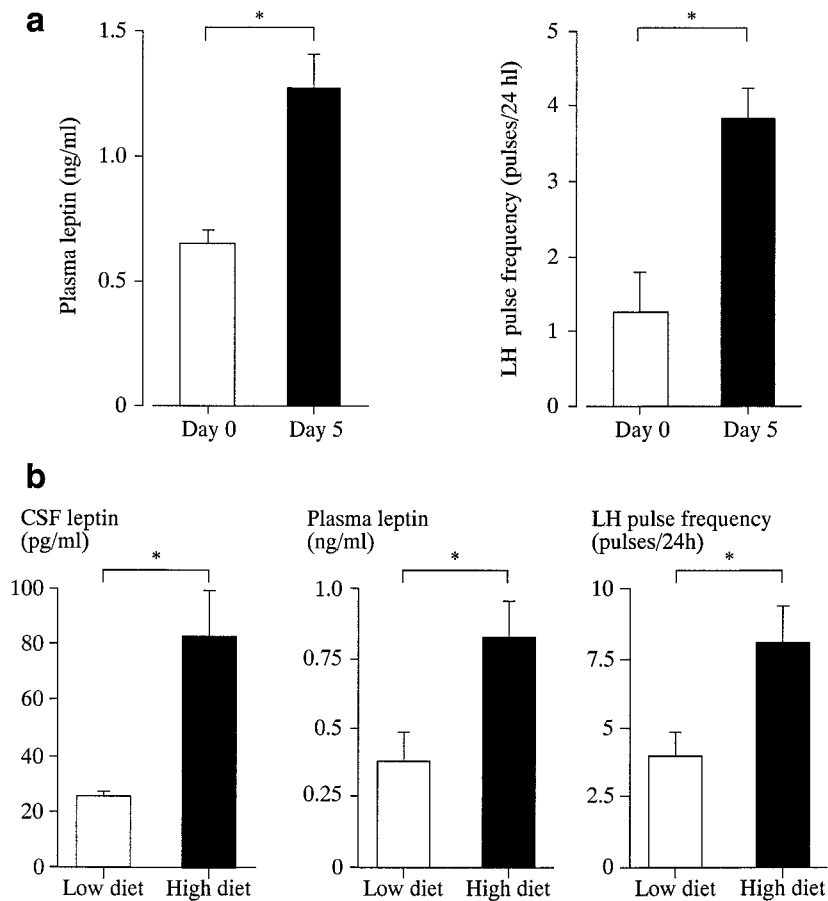 a
*
*
Plasma leptin (ng/ml)
1.5
1.0
0.5
0
Day 0 Day 5
LH pulse frequency (pulses/24 hl)
5
4
3
2
1
0
Day 0 Day 5
b
CSF leptin
(pg/ml)
*
100
80
60
40
20
0
Low diet High diet
Plasma leptin
(ng/ml)
*
1.0
0.75
0.5
0.25
0
Low diet High diet
LH pulse frequency
(pulses/24h)
*
10
7.5
5
2.5
0
Low diet High diet